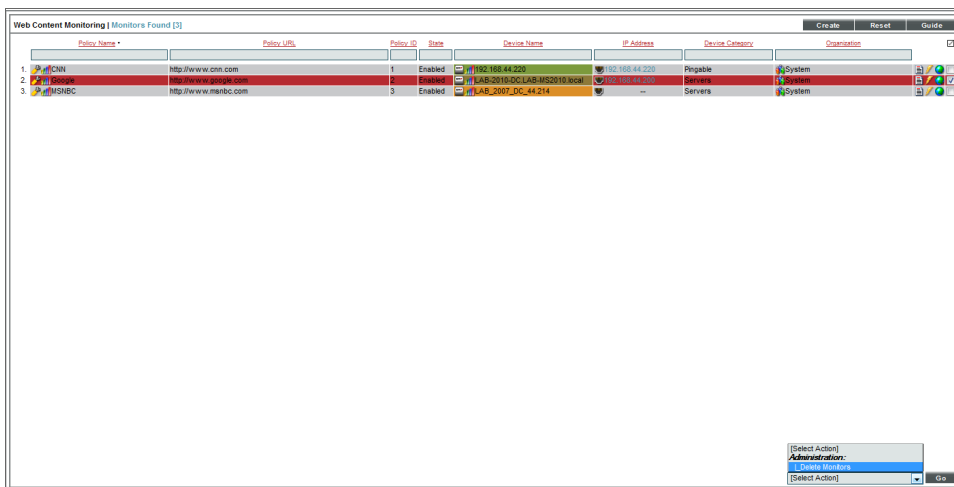 Web Content Monitoring | Monitors Found [3] Create Reset Guide
Policy Name • Policy URL Policy ID State Device Name IP Address Device Category Organization
1. CNN http://www.cnn.com 1 Enabled 192.168.44.220 192.168.44.220 Pingable System
2. Google http://www.google.com 2 Enabled LAB-2010-DC.LAB-MS2010.local 192.168.44.200 Servers System
3. MSNBC http://www.msnbc.com 3 Enabled LAB_2007_DC_44.214 -- Servers System
[Select Action]
Administration:
|_Delete Monitors
[Select Action] Go